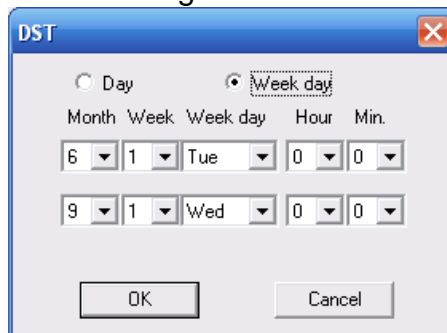 DST
Day Week day
Month Week Week day Hour Min.
6 1 Tue 0 0
9 1 Wed 0 0
OK Cancel